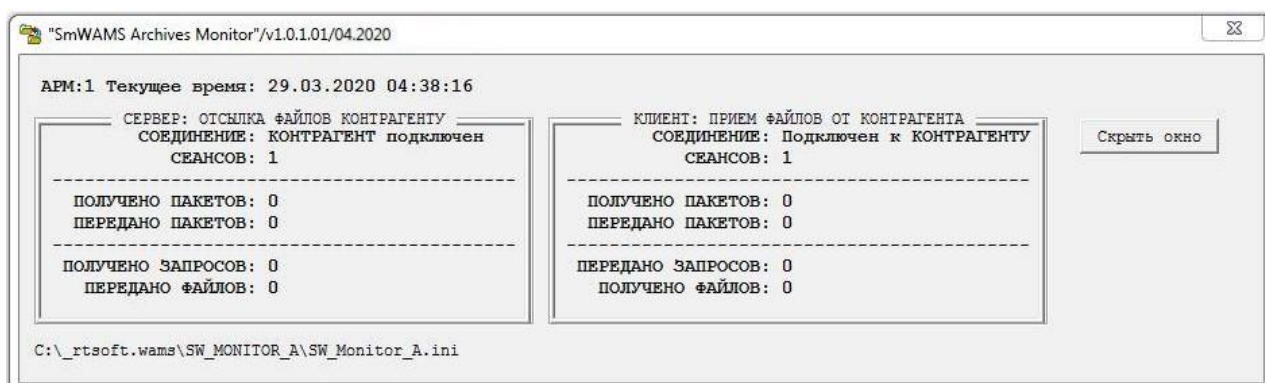 "SmWAMS Archives Monitor"/v1.0.1.01/04.2020
АРМ:1 Текущее время: 29.03.2020 04:38:16
СЕРВЕР: ОТСЫЛКА ФАЙЛОВ КОНТРАГЕНТУ
СОЕДИНЕНИЕ: КОНТРАГЕНТ подключен
СЕАНСОВ: 1
ПОЛУЧЕНО ПАКЕТОВ: 0
ПЕРЕДАНО ПАКЕТОВ: 0
ПОЛУЧЕНО ЗАПРОСОВ: 0
ПЕРЕДАНО ФАЙЛОВ: 0
КЛИЕНТ: ПРИЕМ ФАЙЛОВ ОТ КОНТРАГЕНТА
СОЕДИНЕНИЕ: Подключен к КОНТРАГЕНТУ
СЕАНСОВ: 1
ПОЛУЧЕНО ПАКЕТОВ: 0
ПЕРЕДАНО ПАКЕТОВ: 0
ПЕРЕДАНО ЗАПРОСОВ: 0
ПОЛУЧЕНО ФАЙЛОВ: 0
Скрыть окно
C:\_rtsoft.wams\SW_MONITOR_A\SW_Monitor_A.ini